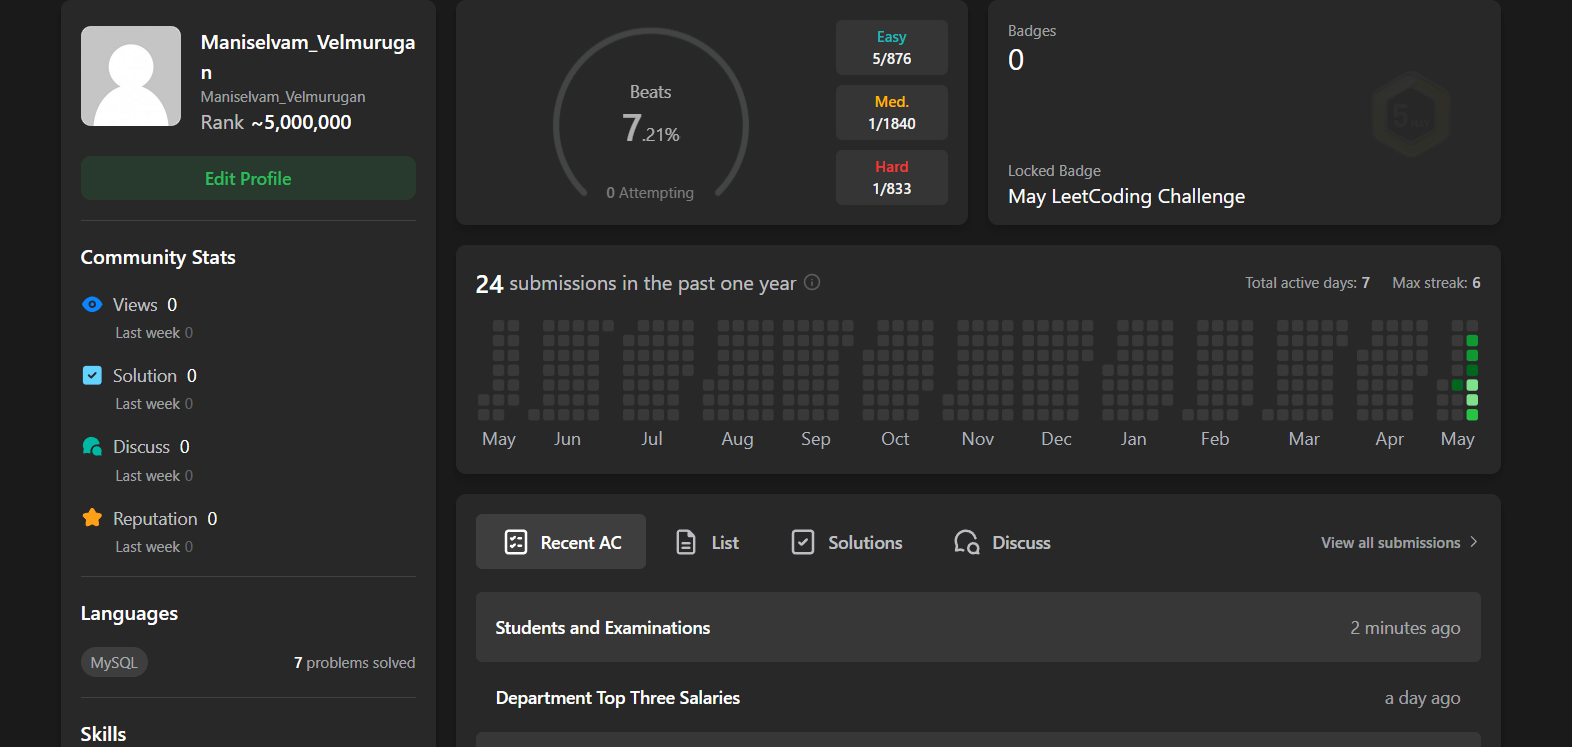 Maniselvam_Velmuruga
n
Maniselvam_Velmurugan
Rank ~5,000,000
Edit Profile
Community Stats
Views 0
Last week 0
Solution 0
Last week 0
Discuss 0
Last week 0
Reputation 0
Last week 0
Languages
MySQL 7 problems solved
Skills
Beats
7.21%
0 Attempting
Easy
5/876
Med.
1/1840
Hard
1/833
Badges
0
5
MAY
Locked Badge
May LeetCoding Challenge
24 submissions in the past one year
Total active days: 7 Max streak: 6
May Jun Jul Aug Sep Oct Nov Dec Jan Feb Mar Apr May
Recent AC List Solutions Discuss View all submissions
Students and Examinations 2 minutes ago
Department Top Three Salaries a day ago